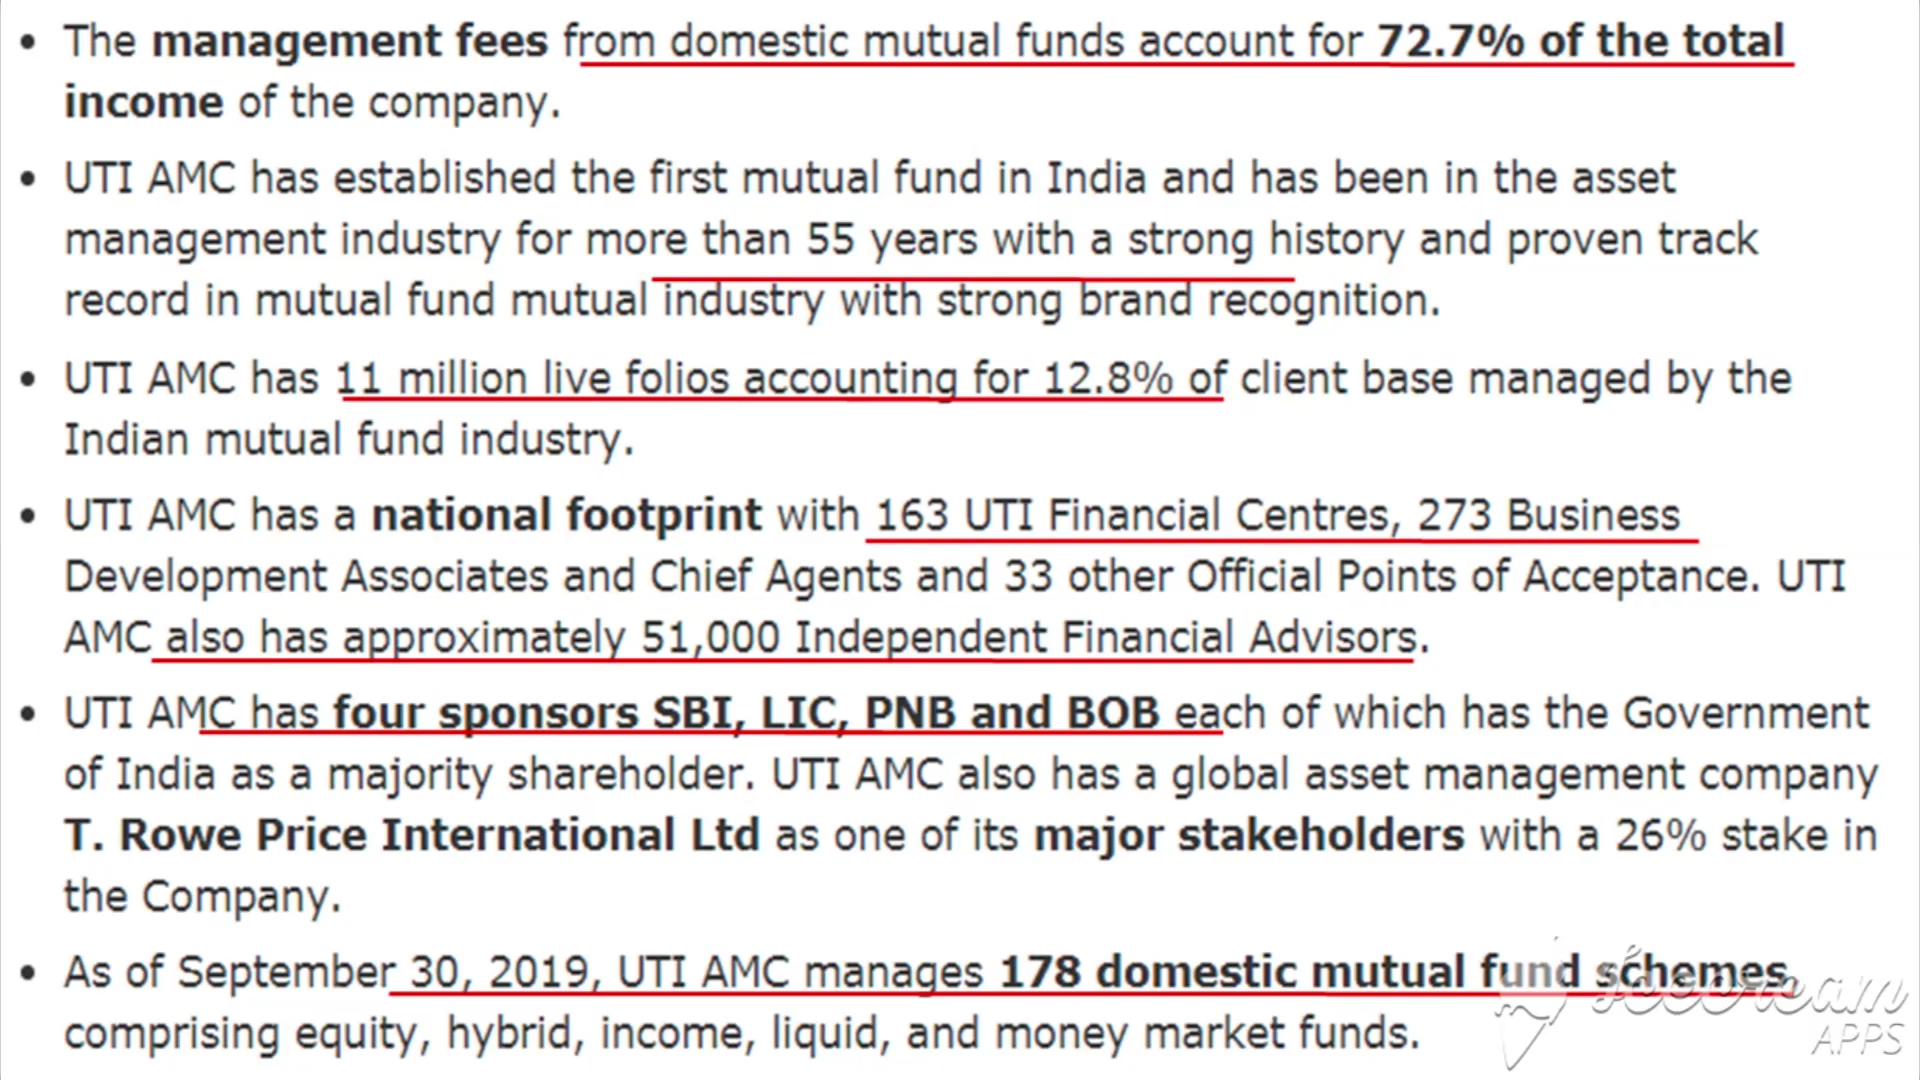 • The management fees from domestic mutual funds account for 72.7% of the total
income of the company.
• UTI AMC has established the first mutual fund in India and has been in the asset
management industry for more than 55 years with a strong history and proven track
record in mutual fund mutual industry with strong brand recognition.
• UTI AMC has 11 million live folios accounting for 12.8% of client base managed by the
Indian mutual fund industry.
• UTI AMC has a national footprint with 163 UTI Financial Centres, 273 Business
Development Associates and Chief Agents and 33 other Official Points of Acceptance. UTI
AMC also has approximately 51,000 Independent Financial Advisors.
• UTI AMC has four sponsors SBI, LIC, PNB and BOB each of which has the Government
of India as a majority shareholder. UTI AMC also has a global asset management company
T. Rowe Price International Ltd as one of its major stakeholders with a 26% stake in
the Company.
• As of September 30, 2019, UTI AMC manages 178 domestic mutual fund schemes
comprising equity, hybrid, income, liquid, and money market funds.
Icecream
APPS